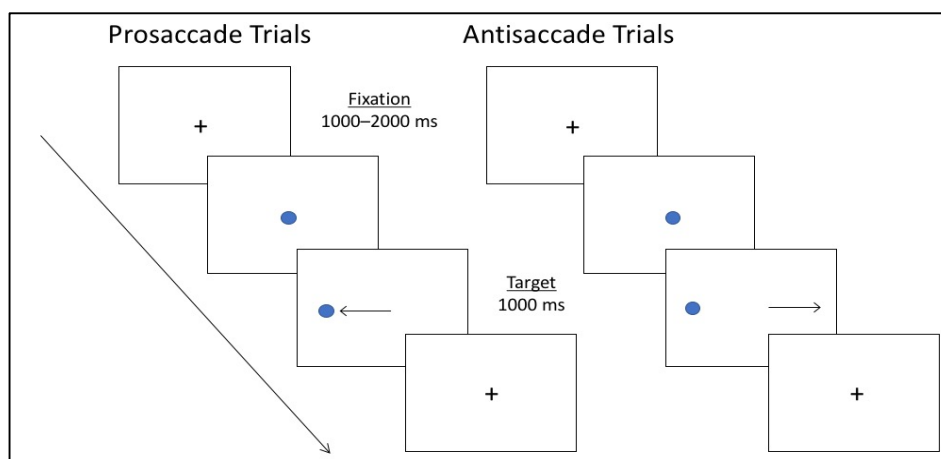 Prosaccade Trials
Antisaccade Trials
Fixation
1000–2000 ms
Target
1000 ms